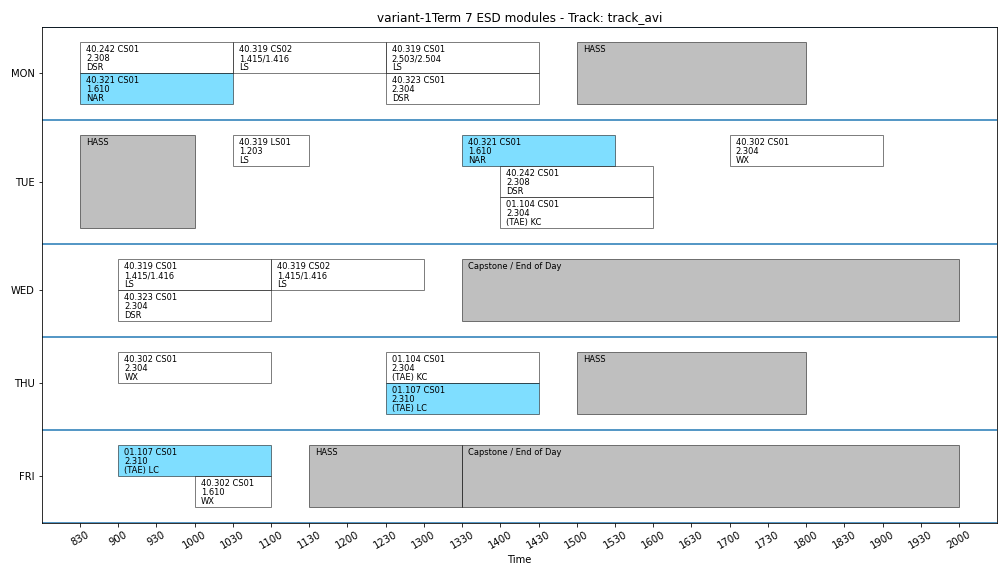 variant-1Term 7 ESD modules - Track: track_avi
MON
40.242 CS01
2.308
DSR
40.319 CS02
1.415/1.416
LS
40.319 CS01
2.503/2.504
LS
HASS
40.321 CS01
1.610
NAR
40.323 CS01
2.304
DSR
TUE
HASS
40.319 LS01
1.203
LS
40.321 CS01
1.610
NAR
40.302 CS01
2.304
WX
40.242 CS01
2.308
DSR
01.104 CS01
2.304
(TAE) KC
WED
40.319 CS01
1.415/1.416
LS
40.319 CS02
1.415/1.416
LS
Capstone / End of Day
40.323 CS01
2.304
DSR
THU
40.302 CS01
2.304
WX
01.104 CS01
2.304
(TAE) KC
HASS
01.107 CS01
2.310
(TAE) LC
FRI
01.107 CS01
2.310
(TAE) LC
HASS
Capstone / End of Day
40.302 CS01
1.610
WX
830 900 930 1000 1030 1100 1130 1200 1230 1300 1330 1430 1500 1600 1630 1700 1730 1800 1830 1900 1930 2000
Time